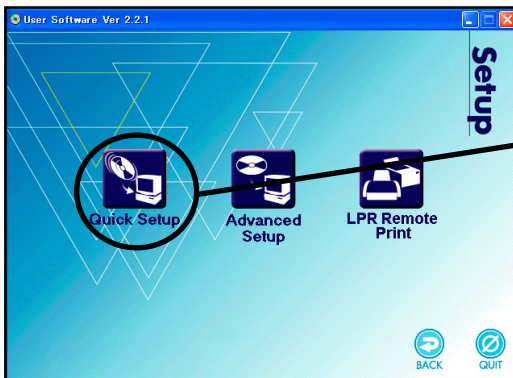 User Software Ver 2.2.1
Setup
Quick Setup
Advanced
Setup
LPR Remote
Print
BACK
QUIT